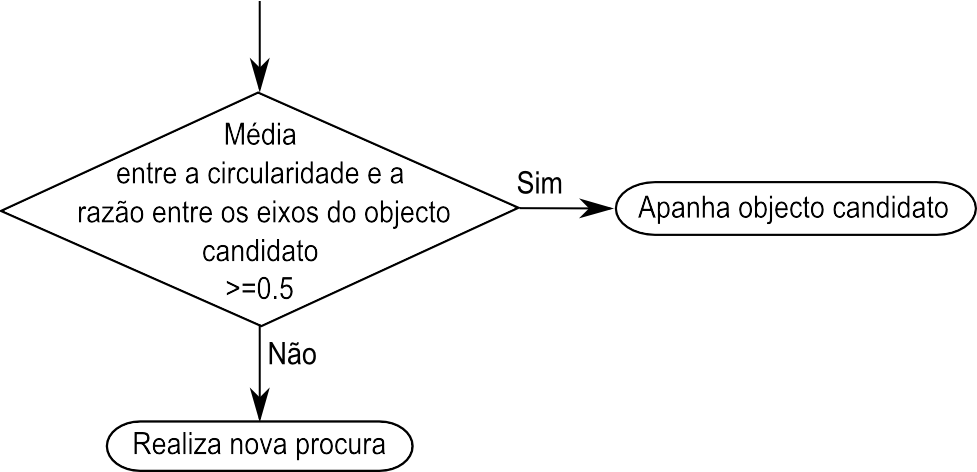 Média
entre a circularidade e a
razão entre os eixos do objecto
candidato
>=0.5
Sim
Apanha objecto candidato
Não
Realiza nova procura